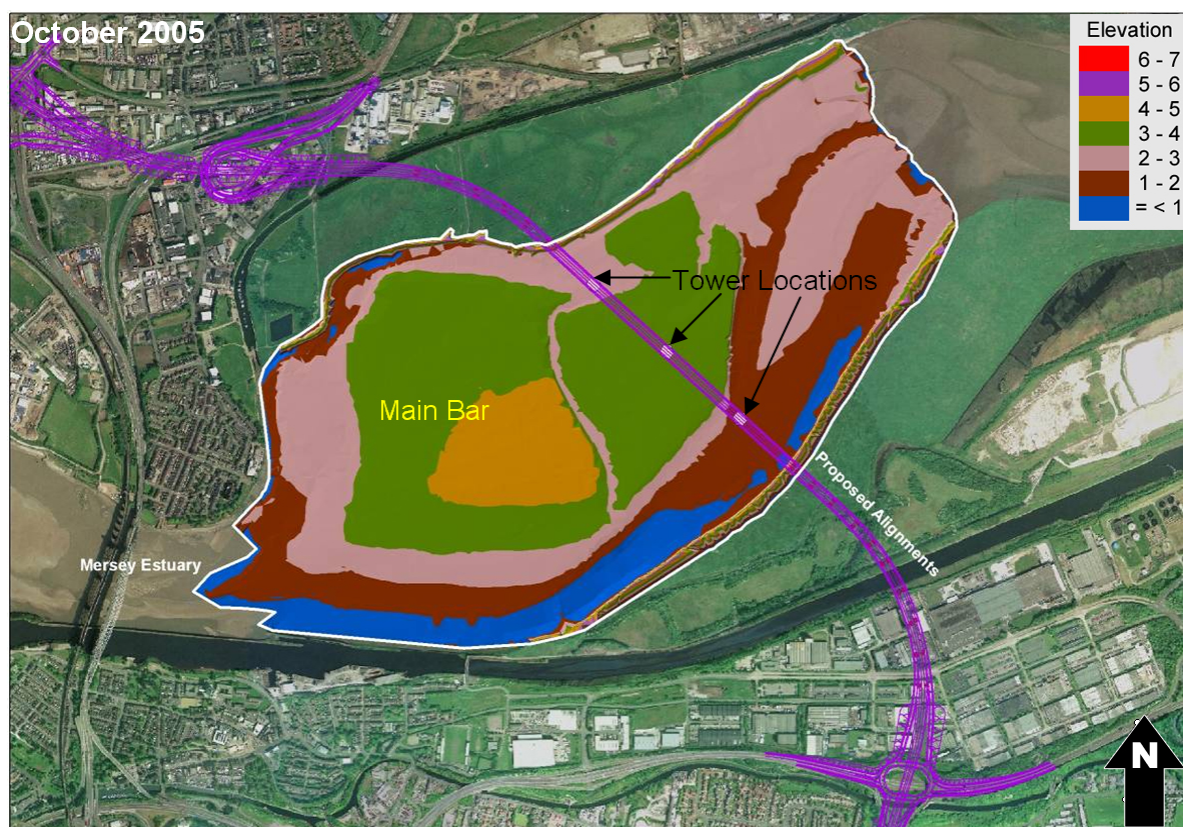 October 2005
Elevation
6 - 7
5 - 6
4 - 5
3 - 4
2 - 3
1 - 2
= < 1
Tower Locations
Main Bar
Proposed Alignments
Mersey Estuary
N